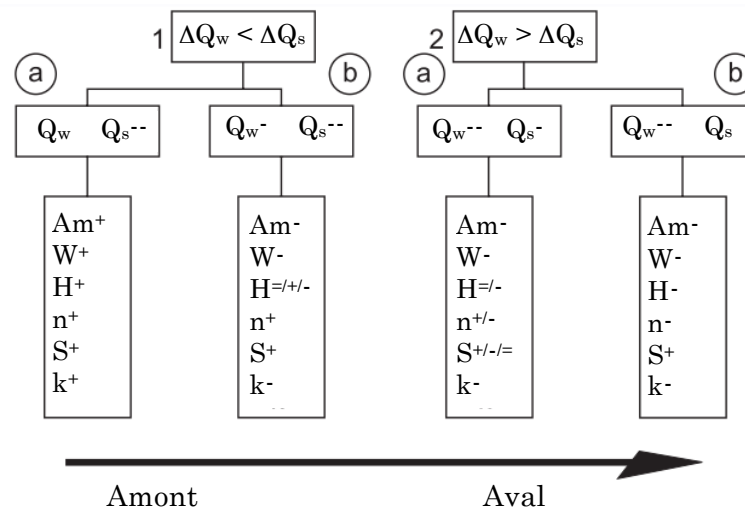 1 ΔQw < ΔQs
2 ΔQw > ΔQs
a
b
a
b
Qw Qs--
Qw- Qs--
Qw-- Qs-
Qw-- Qs
Am+
W+
H+
n+
S+
k+
Am-
W-
H=/+/-
n+
S+
k-
Am-
W-
H=/-
n+/-
S+/-/=
k-
Am-
W-
H-
n-
S+
k-
Amont
Aval